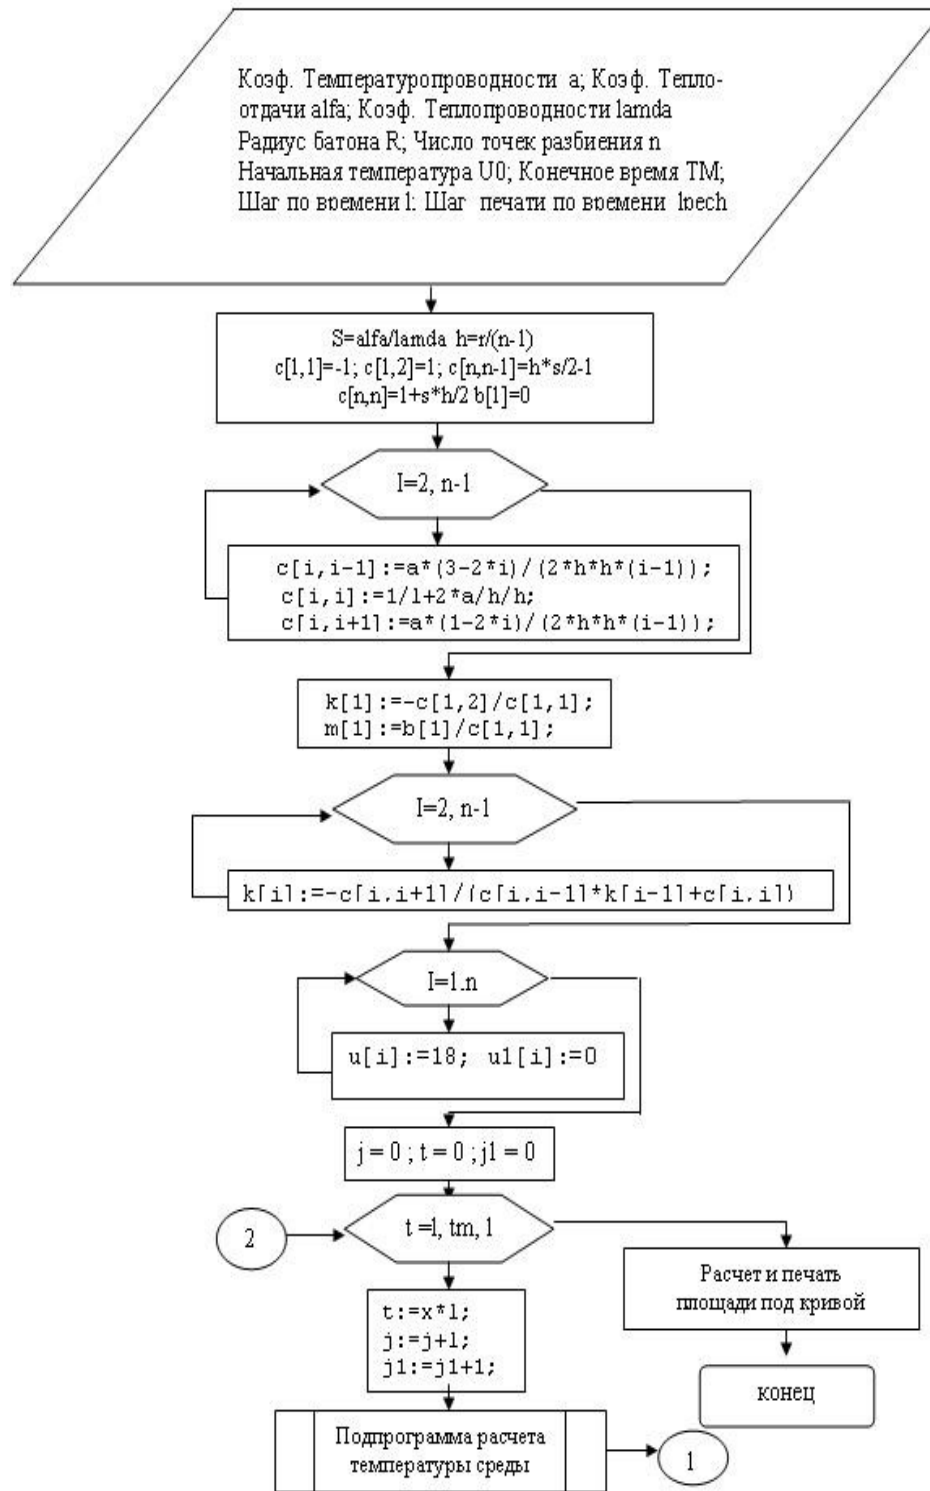 Коэф. Температуропроводности а; Коэф. Тепло-
отдачи alfa; Коэф. Теплопроводности lamda
Радиус батона R; Число точек разбиения n
Начальная температура U0; Конечное время TM;
Шаг по времени l; Шаг печати по времени lpech
S=alfa/lamda h=r/(n-1)
c[1,1]=-1; c[1,2]=1; c[n,n-1]=h*s/2-1
c[n,n]=1+s*h/2 b[1]=0
I=2, n-1
c[i,i-1]:=a*(3-2*i)/(2*h*h*(i-1));
c[i,i]:=1/l+2*a/h/h;
c[i,i+1]:=a*(1-2*i)/(2*h*h*(i-1));
k[1]:=-c[1,2]/c[1,1];
m[1]:=b[1]/c[1,1];
I=2, n-1
k[i]:=-c[i,i+1]/(c[i,i-1]*k[i-1]+c[i,i])
I=1.n
u[i]:=18; u1[i]:=0
j = 0 ; t = 0 ; j1 = 0
2
t =l, tm, l
Расчет и печать
площади под кривой
t:=x*l;
j:=j+1;
j1:=j1+1;
конец
Подпрограмма расчета
температуры среды
1